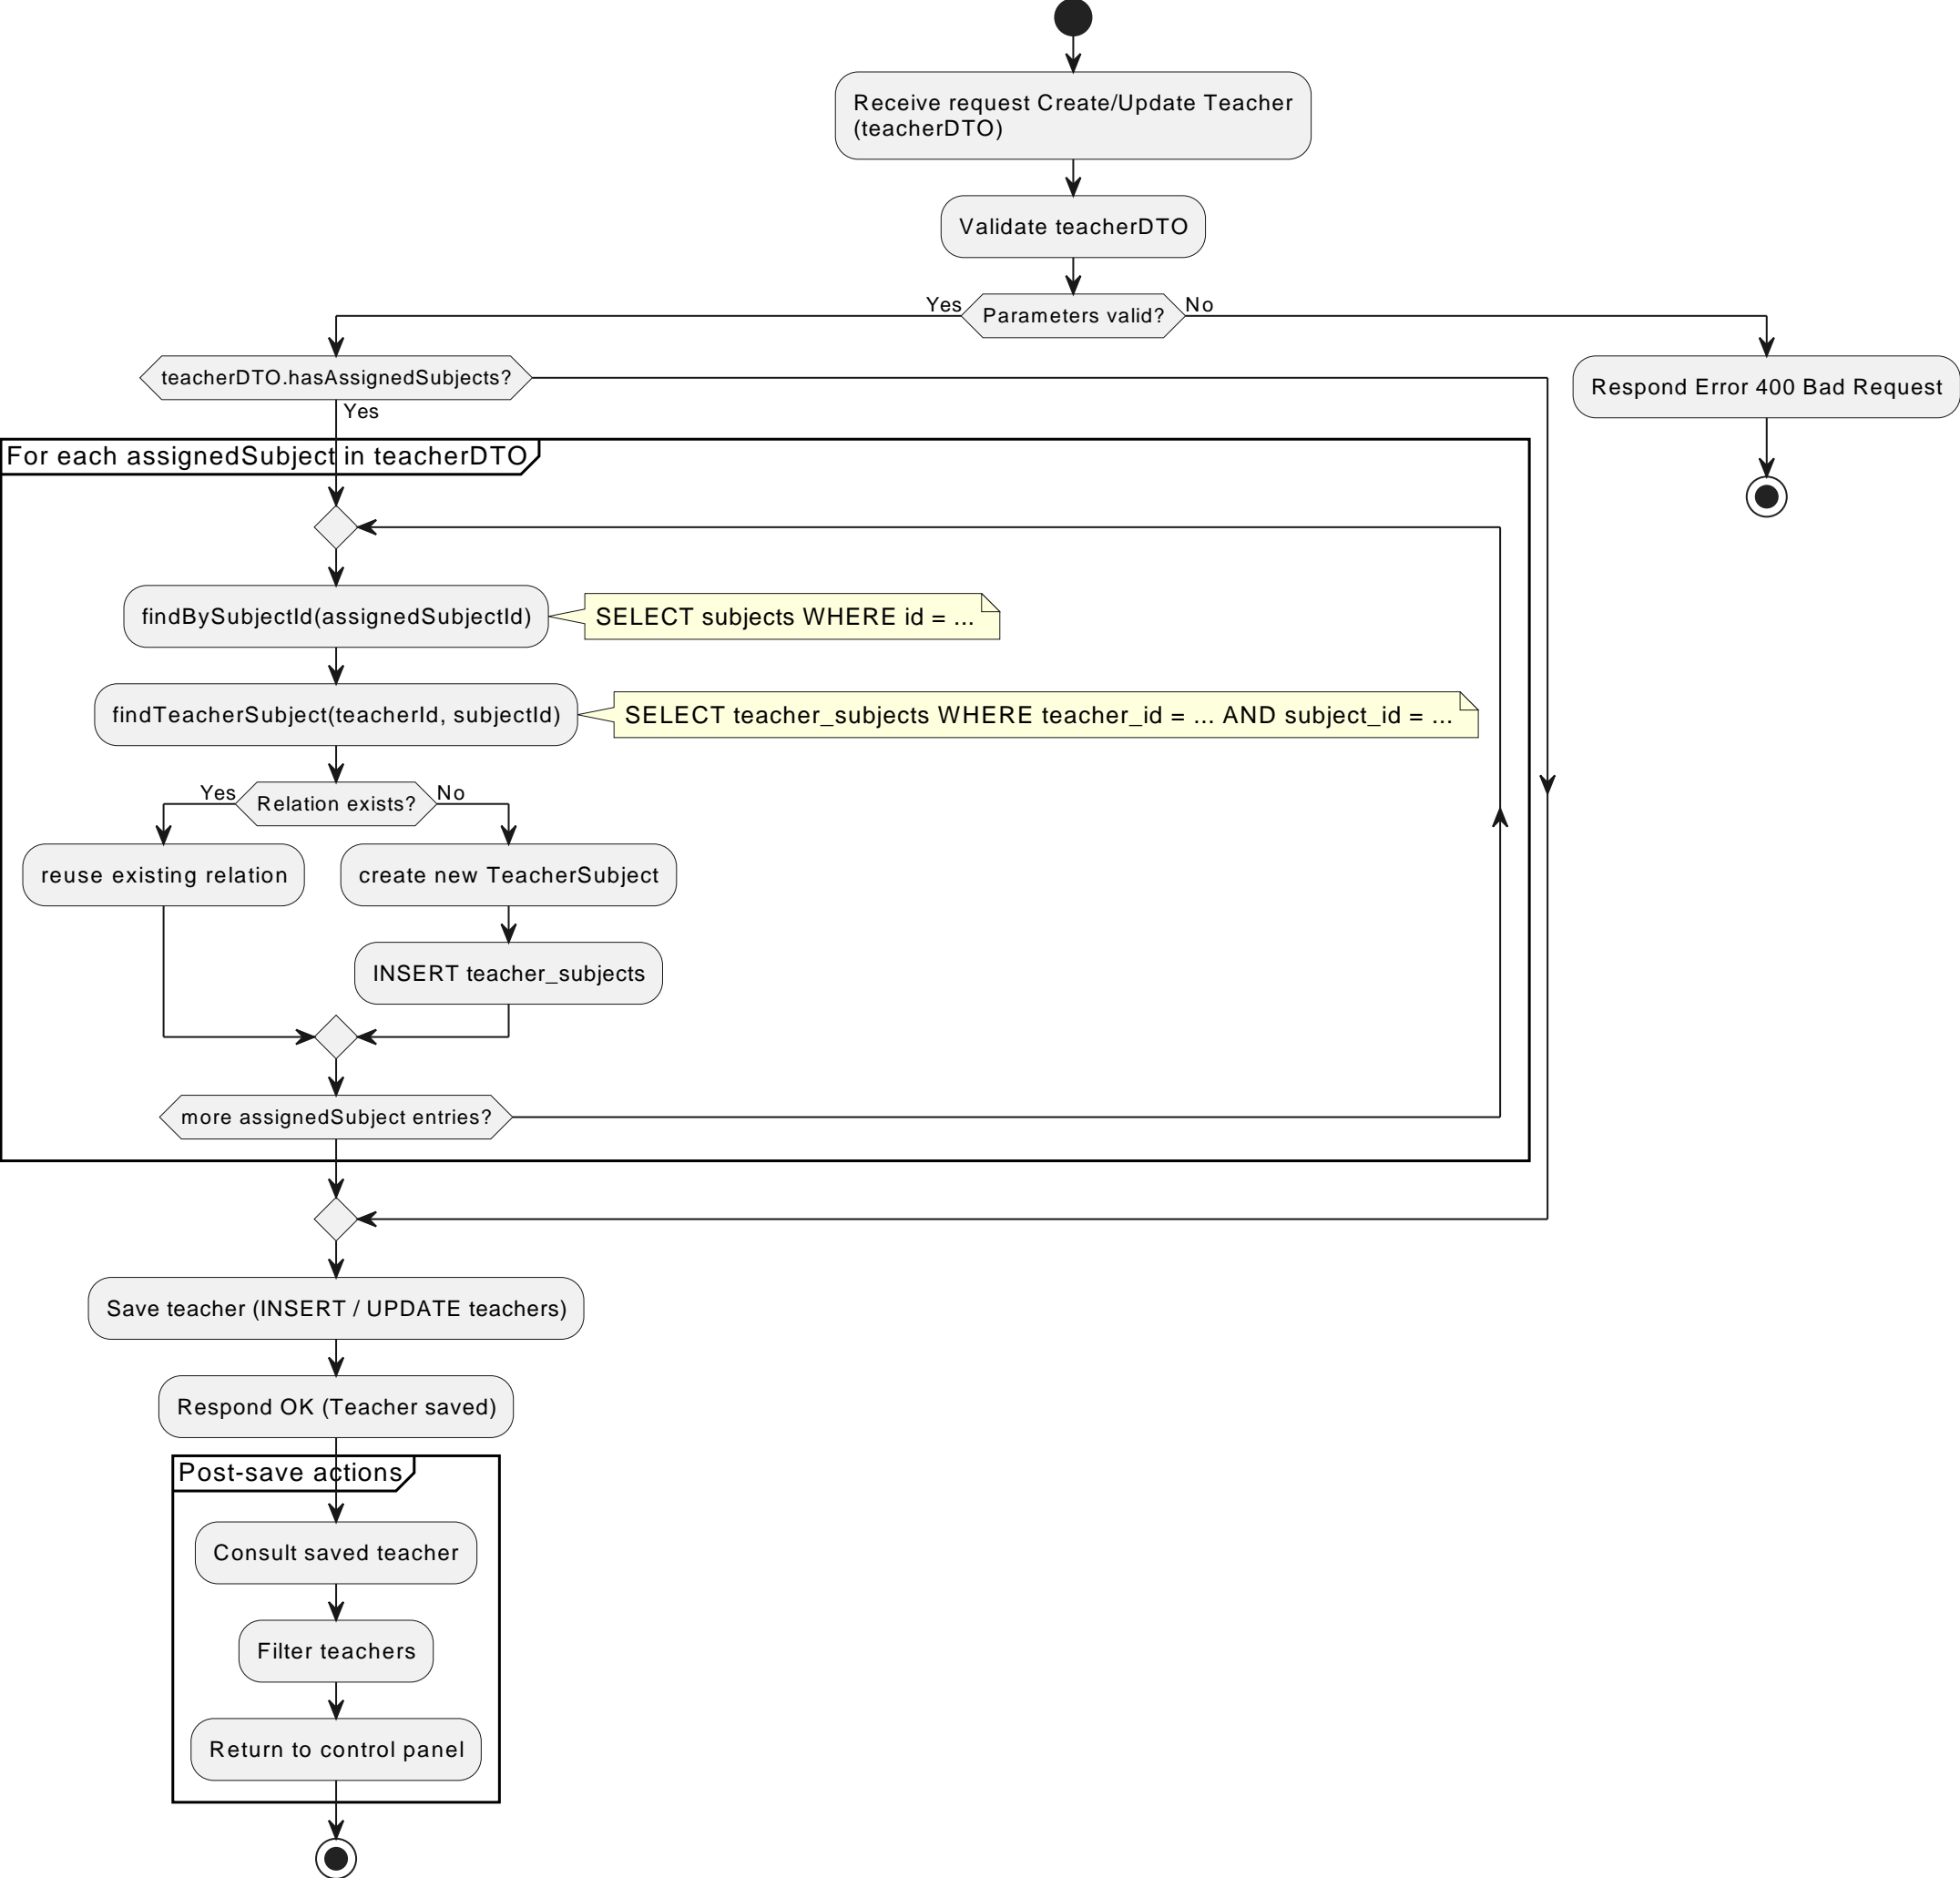 Receive request Create/Update Teacher
(teacherDTO)
Validate teacherDTO
Yes
Parameters valid?
No
teacherDTO.hasAssignedSubjects?
Respond Error 400 Bad Request
Yes
For each assignedSubject in teacherDTO
findBySubjectId(assignedSubjectId)
SELECT subjects WHERE id = ...
findTeacherSubject(teacherId, subjectId)
SELECT teacher_subjects WHERE teacher_id = ... AND subject_id = ...
Yes
Relation exists?
No
reuse existing relation
create new TeacherSubject
INSERT teacher_subjects
more assignedSubject entries?
Save teacher (INSERT / UPDATE teachers)
Respond OK (Teacher saved)
Post-save actions
Consult saved teacher
Filter teachers
Return to control panel